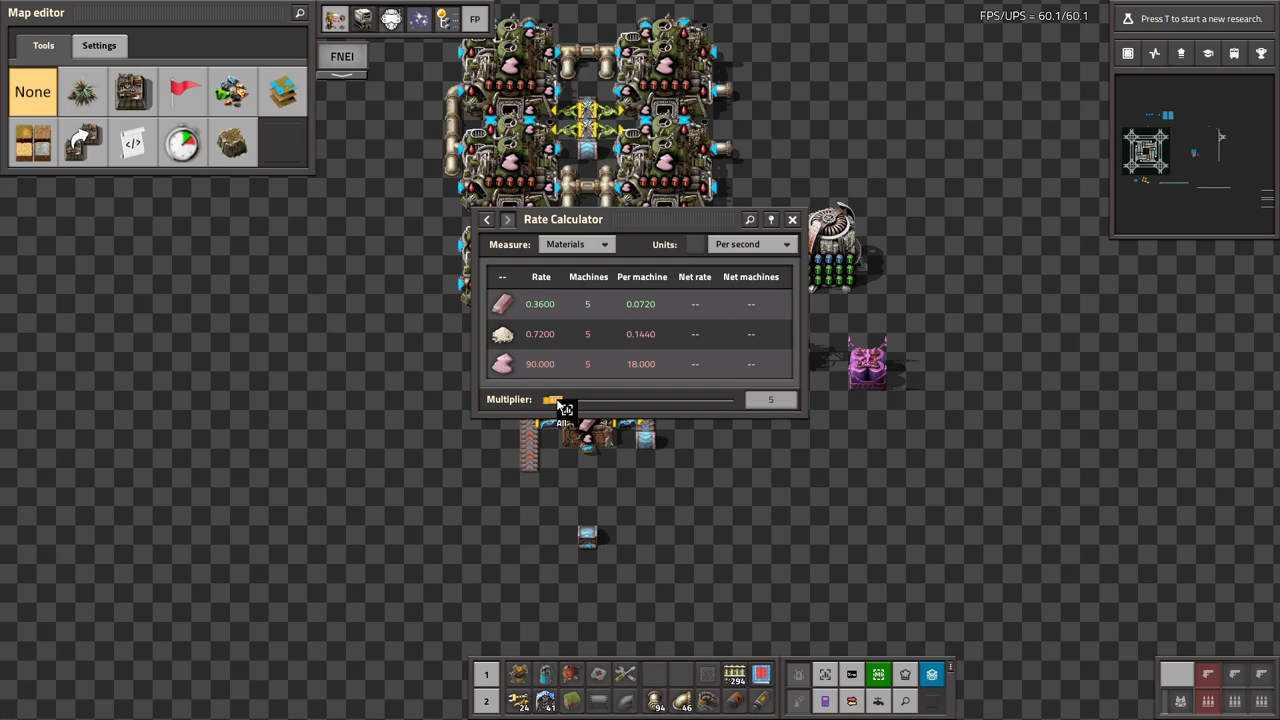 Map editor
FP
FPS/UPS = 60.1/60.1
Press T to start a new research.
Tools
Settings
FNEI
None
Rate Calculator
Measure:
Materials
Units:
Per second
--
Rate
Machines
Per machine
Net rate
Net machines
0.3600
5
0.0720
--
--
0.7200
5
0.1440
--
--
90.000
5
18.000
--
--
Multiplier:
5
All
1
294
2
24
41
94
46